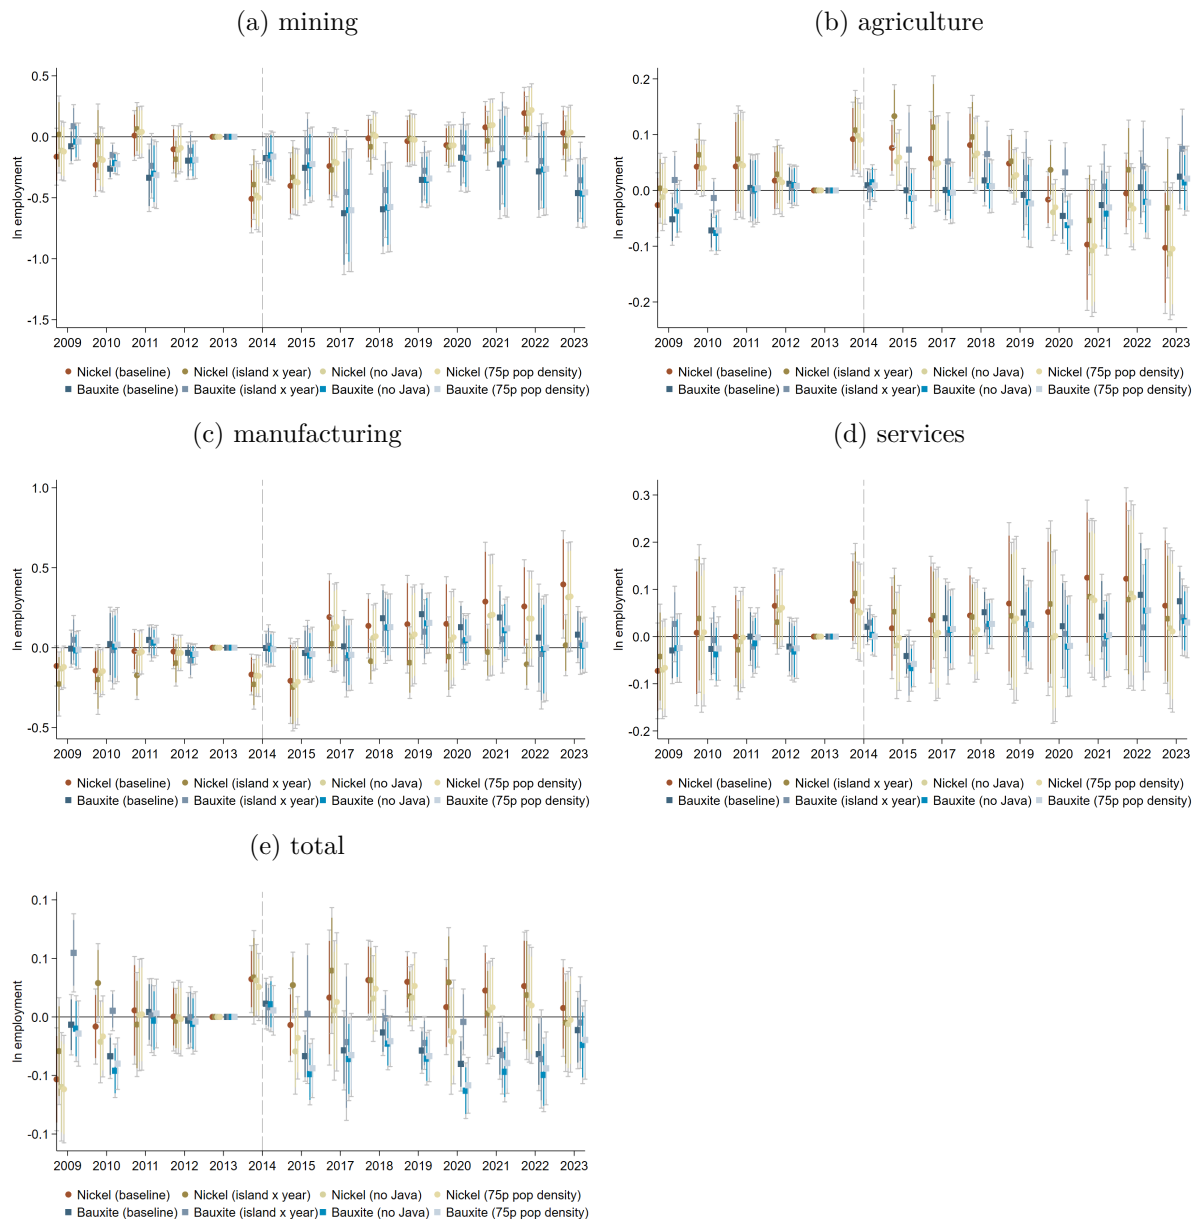 (a) mining
ln employment
0.5
0.0
-0.5
-1.0
-1.5
2009 2010 2011 2012 2013 2014 2015 2017 2018 2019 2020 2021 2022 2023
Nickel (baseline) Nickel (island x year) Nickel (no Java) Nickel (75p pop density)
Bauxite (baseline) Bauxite (island x year) Bauxite (no Java) Bauxite (75p pop density)
(b) agriculture
ln employment
0.2
0.1
0.0
-0.1
-0.2
2009 2010 2011 2012 2013 2014 2015 2017 2018 2019 2020 2021 2022 2023
Nickel (baseline) Nickel (island x year) Nickel (no Java) Nickel (75p pop density)
Bauxite (baseline) Bauxite (island x year) Bauxite (no Java) Bauxite (75p pop density)
(c) manufacturing
ln employment
1.0
0.5
0.0
-0.5
2009 2010 2011 2012 2013 2014 2015 2017 2018 2019 2020 2021 2022 2023
Nickel (baseline) Nickel (island x year) Nickel (no Java) Nickel (75p pop density)
Bauxite (baseline) Bauxite (island x year) Bauxite (no Java) Bauxite (75p pop density)
(d) services
ln employment
0.3
0.2
0.1
0.0
-0.1
-0.2
2009 2010 2011 2012 2013 2014 2015 2017 2018 2019 2020 2021 2022 2023
Nickel (baseline) Nickel (island x year) Nickel (no Java) Nickel (75p pop density)
Bauxite (baseline) Bauxite (island x year) Bauxite (no Java) Bauxite (75p pop density)
(e) total
ln employment
0.1
0.1
0.0
-0.1
-0.1
2009 2010 2011 2012 2013 2014 2015 2017 2018 2019 2020 2021 2022 2023
Nickel (baseline) Nickel (island x year) Nickel (no Java) Nickel (75p pop density)
Bauxite (baseline) Bauxite (island x year) Bauxite (no Java) Bauxite (75p pop density)